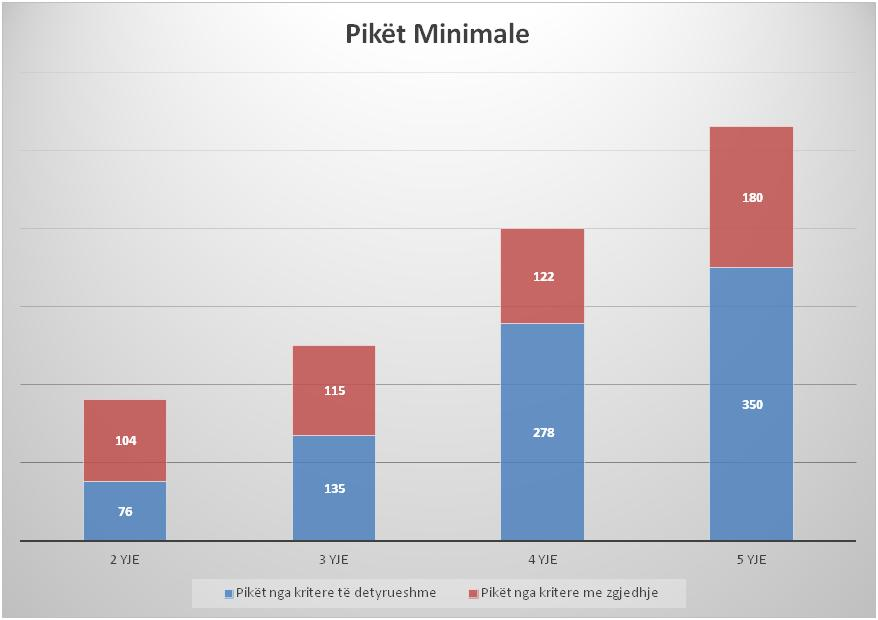 Pikët Minimale
180
122
115
350
104
278
135
76
2 YJE 3 YJE 4 YJE 5 YJE
Pikët nga kritere të detyrueshme Pikët nga kritere me zgjedhje